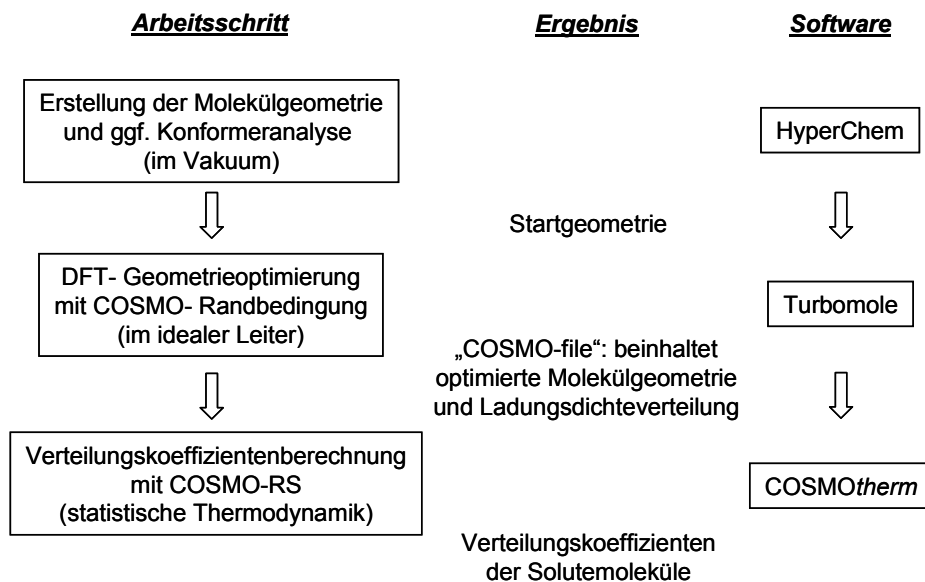 Arbeitsschritt
Ergebnis
Software
Erstellung der Molekülgeometrie
und ggf. Konformeranalyse
(im Vakuum)
HyperChem
Startgeometrie
DFT- Geometrieoptimierung
mit COSMO- Randbedingung
(im idealer Leiter)
Turbomole
„COSMO-file“: beinhaltet
optimierte Molekülgeometrie
und Ladungsdichteverteilung
Verteilungskoeffizientenberechnung
mit COSMO-RS
(statistische Thermodynamik)
COSMOtherm
Verteilungskoeffizienten
der Solutemoleküle